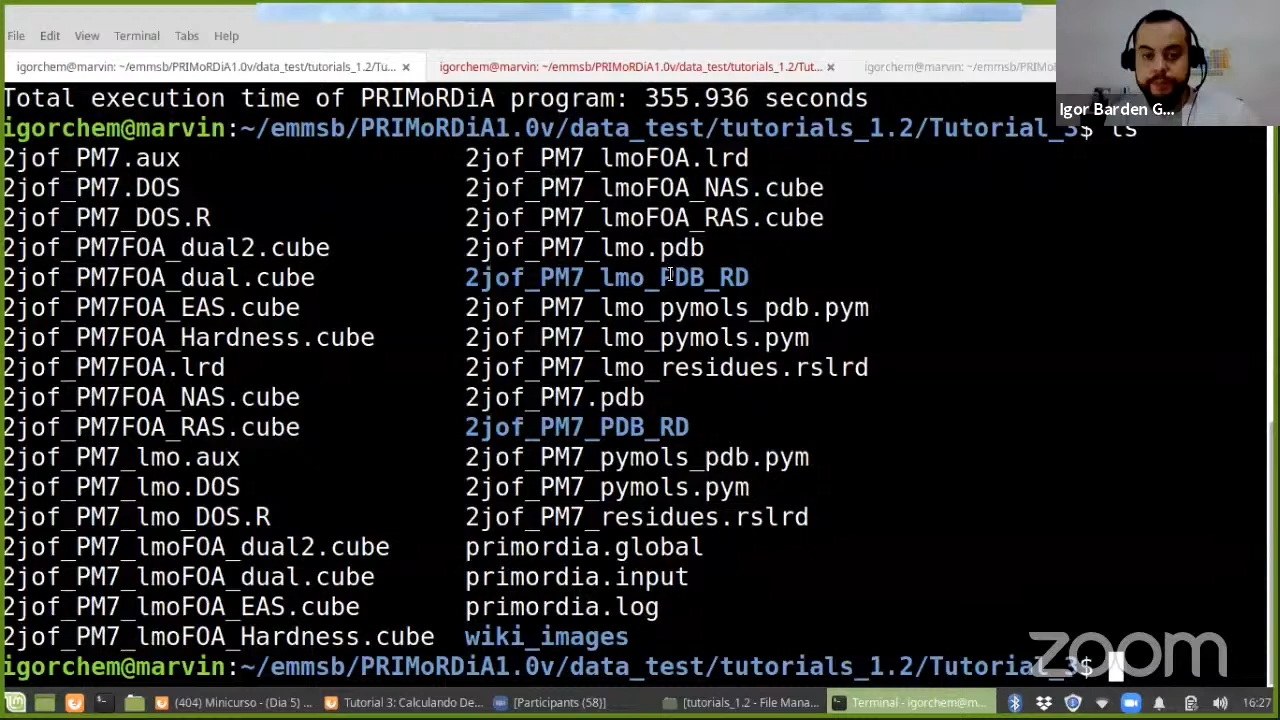 File Edit View Terminal Tabs Help
igorchem@marvin: ~/emmsb/PRIMoRDiA1.0v/data_test/tutorials_1.2/Tu... × igorchem@marvin: ~/emmsb/PRIMoRDiA1.0v/data_test/tutorials_1.2/Tut... × igorchem@marvin: ~/emmsb/PRIMoRDi
Igor Barden G...
Total execution time of PRIMoRDiA program: 355.936 seconds
igorchem@marvin:~/emmsb/PRIMoRDiA1.0v/data_test/tutorials_1.2/Tutorial_3$ ls
2jof_PM7.aux 2jof_PM7_lmoFOA.lrd
2jof_PM7.DOS 2jof_PM7_lmoFOA_NAS.cube
2jof_PM7_DOS.R 2jof_PM7_lmoFOA_RAS.cube
2jof_PM7FOA_dual2.cube 2jof_PM7_lmo.pdb
2jof_PM7FOA_dual.cube 2jof_PM7_lmo_PDB_RD
2jof_PM7FOA_EAS.cube 2jof_PM7_lmo_pymols_pdb.pym
2jof_PM7FOA_Hardness.cube 2jof_PM7_lmo_pymols.pym
2jof_PM7FOA.lrd 2jof_PM7_lmo_residues.rslrd
2jof_PM7FOA_NAS.cube 2jof_PM7.pdb
2jof_PM7FOA_RAS.cube 2jof_PM7_PDB_RD
2jof_PM7_lmo.aux 2jof_PM7_pymols_pdb.pym
2jof_PM7_lmo.DOS 2jof_PM7_pymols.pym
2jof_PM7_lmo_DOS.R 2jof_PM7_residues.rslrd
2jof_PM7_lmoFOA_dual2.cube primordia.global
2jof_PM7_lmoFOA_dual.cube primordia.input
2jof_PM7_lmoFOA_EAS.cube primordia.log
2jof_PM7_lmoFOA_Hardness.cube wiki_images
igorchem@marvin:~/emmsb/PRIMoRDiA1.0v/data_test/tutorials_1.2/Tutorial_3$
zoom
(404) Minicurso - (Dia 5) ... Tutorial 3: Calculando De... [Participants (58)] [tutorials_1.2 - File Mana... Terminal - igorchem@m... 16:27